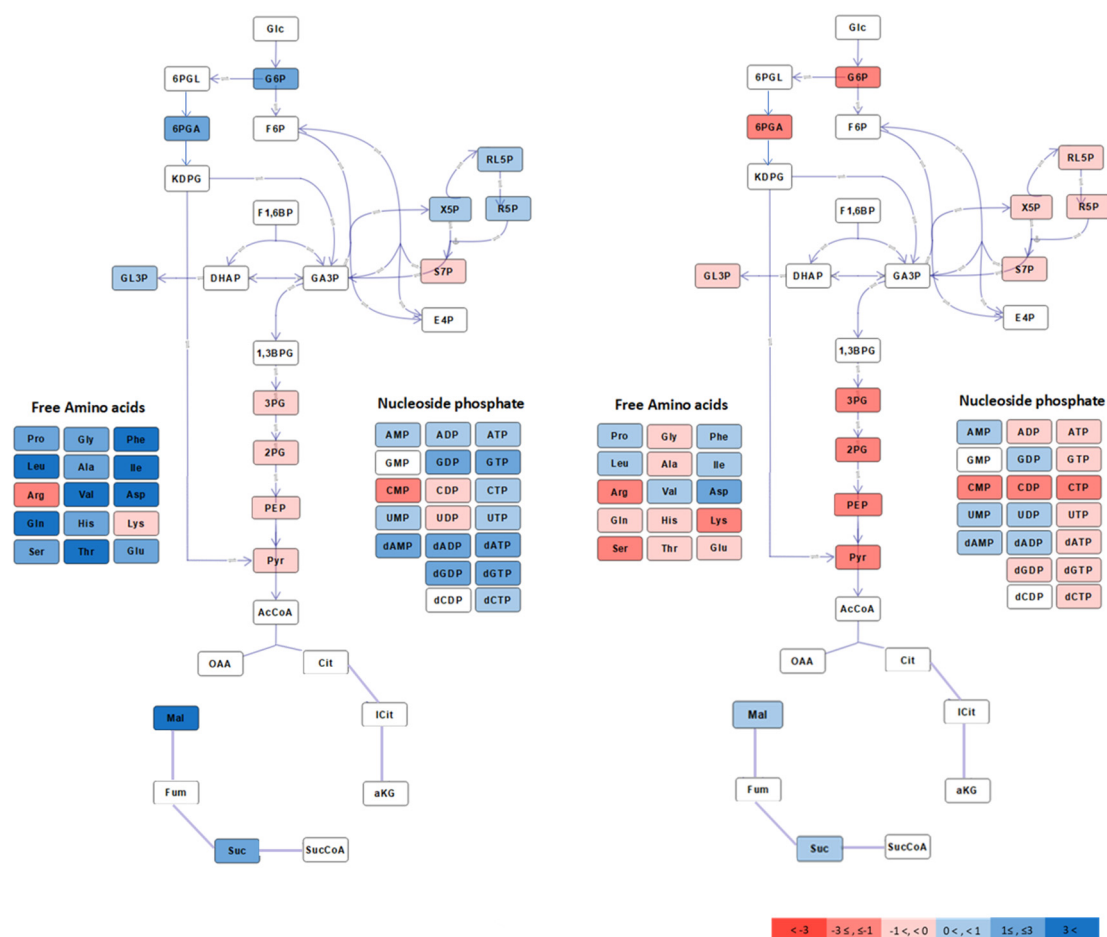 Glc
6PGL
G6P
6PGA
F6P
KDPG
RL5P
F1,6BP
X5P
R5P
GL3P
DHAP
GA3P
S7P
E4P
1,3BPG
3PG
2PG
PEP
Pyr
AcCoA
OAA
Cit
ICit
Mal
Fum
aKG
Suc
SucCoA
Free Amino acids
Pro Gly Phe
Leu Ala Ile
Arg Val Asp
Gln His Lys
Ser Thr Glu
Nucleoside phosphate
AMP ADP ATP
GMP GDP GTP
CMP CDP CTP
UMP UDP UTP
dAMP dADP dATP
dGDP dGTP
dCDP dCTP
Glc
6PGL
G6P
6PGA
F6P
KDPG
RL5P
F1,6BP
X5P
R5P
GL3P
DHAP
GA3P
S7P
E4P
1,3BPG
3PG
2PG
PEP
Pyr
AcCoA
OAA
Cit
ICit
Mal
Fum
aKG
Suc
SucCoA
Free Amino acids
Pro Gly Phe
Leu Ala Ile
Arg Val Asp
Gln His Lys
Ser Thr Glu
Nucleoside phosphate
AMP ADP ATP
GMP GDP GTP
CMP CDP CTP
UMP UDP UTP
dAMP dADP dATP
dGDP dGTP
dCDP dCTP
< -3 -3 ≤ , ≤-1 -1 <, < 0 0 < , < 1 1≤ , ≤3 3 <